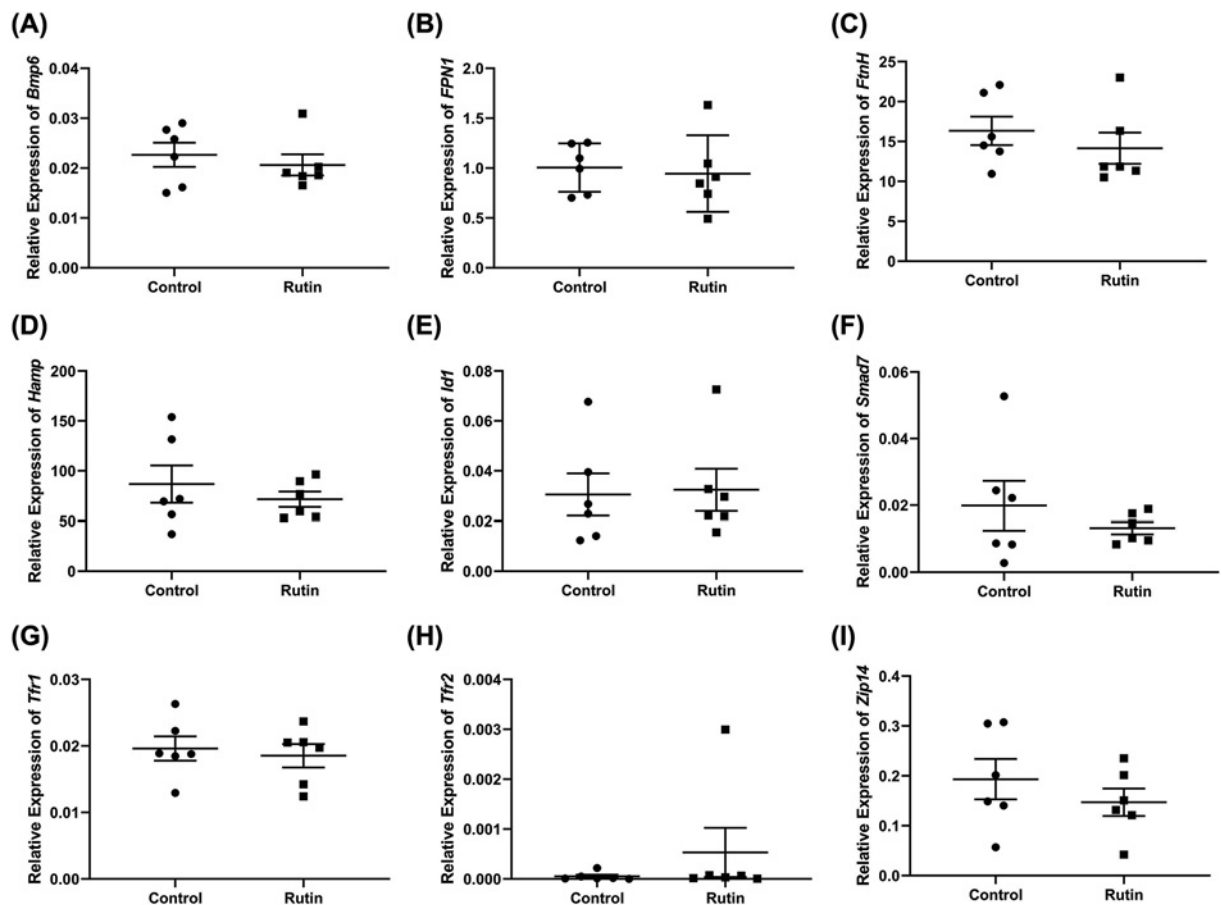 (A)
Relative Expression of Bmp6
0.04
0.03
0.02
0.01
0.00
Control
Rutin
(B)
Relative Expression of FPN1
2.0
1.5
1.0
0.5
0.0
Control
Rutin
(C)
Relative Expression of FtnH
25
20
15
10
5
0
Control
Rutin
(D)
Relative Expression of Hamp
200
150
100
50
0
Control
Rutin
(E)
Relative Expression of Id1
0.08
0.06
0.04
0.02
0.00
Control
Rutin
(F)
Relative Expression of Smad7
0.06
0.04
0.02
0.00
Control
Rutin
(G)
Relative Expression of Tfr1
0.03
0.02
0.01
0.00
Control
Rutin
(H)
Relative Expression of Tfr2
0.004
0.003
0.002
0.001
0.000
Control
Rutin
(I)
Relative Expression of Zip14
0.4
0.3
0.2
0.1
0.0
Control
Rutin